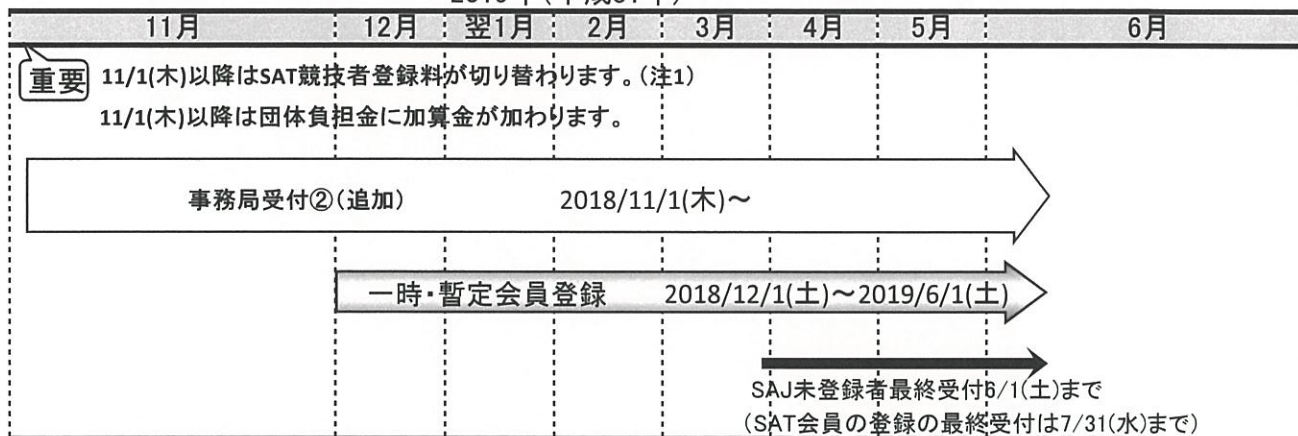 11月 12月 翌1月 2月 3月 4月 5月 6月
重要 11/1(木)以降はSAT競技者登録料が切り替わります。(注1)
11/1(木)以降は団体負担金に加算金が加わります。
事務局受付②(追加) 2018/11/1(木)~
一時・暫定会員登録 2018/12/1(土)~2019/6/1(土)
SAJ未登録者最終受付6/1(土)まで
(SAT会員の登録の最終受付は7/31(水)まで)